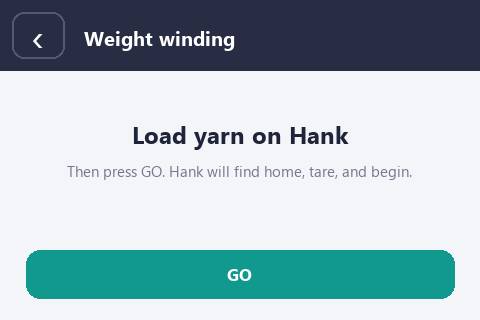 ‹ Weight winding
Load yarn on Hank
Then press GO. Hank will find home, tare, and begin.
GO